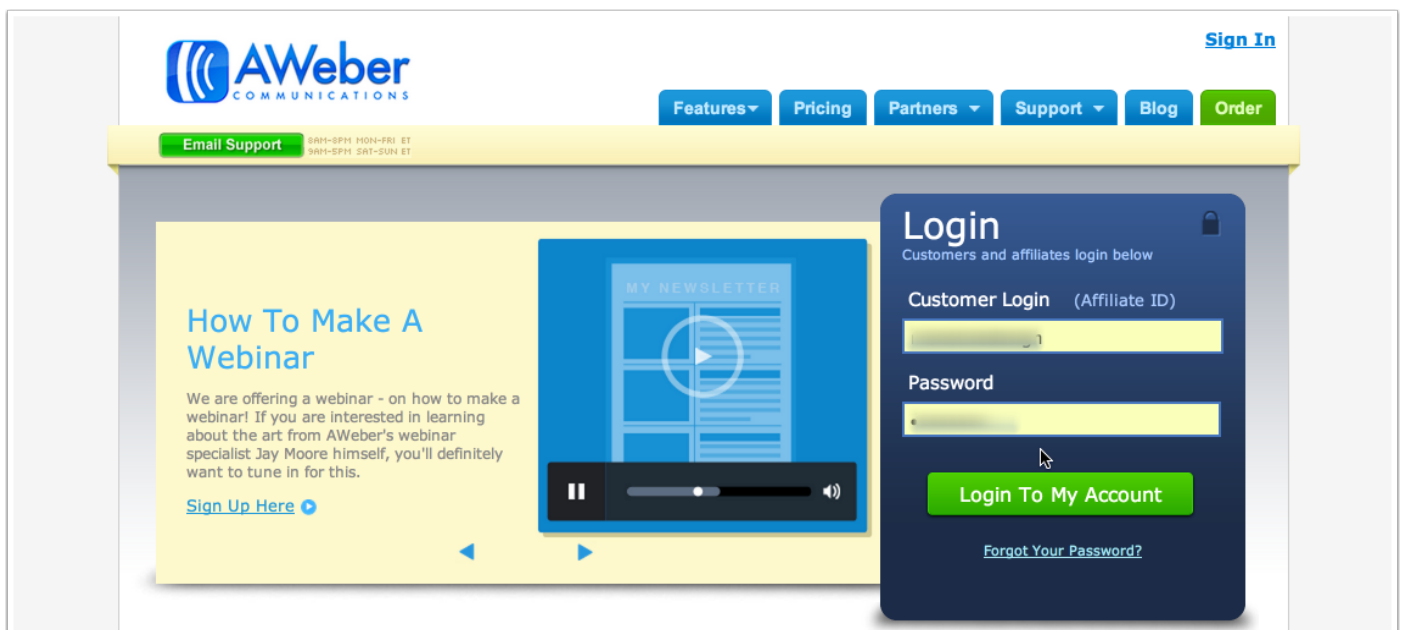 Sign In
AWeber
COMMUNICATIONS
Features
Pricing
Partners
Support
Blog
Order
Email Support
8AM-8PM MON-FRI ET
9AM-5PM SAT-SUN ET
How To Make A
Webinar
We are offering a webinar - on how to make a
webinar! If you are interested in learning
about the art from AWeber's webinar
specialist Jay Moore himself, you'll definitely
want to tune in for this.
Sign Up Here
MY NEWSLETTER
Login
Customers and affiliates login below
Customer Login (Affiliate ID)
Password
Login To My Account
Forgot Your Password?